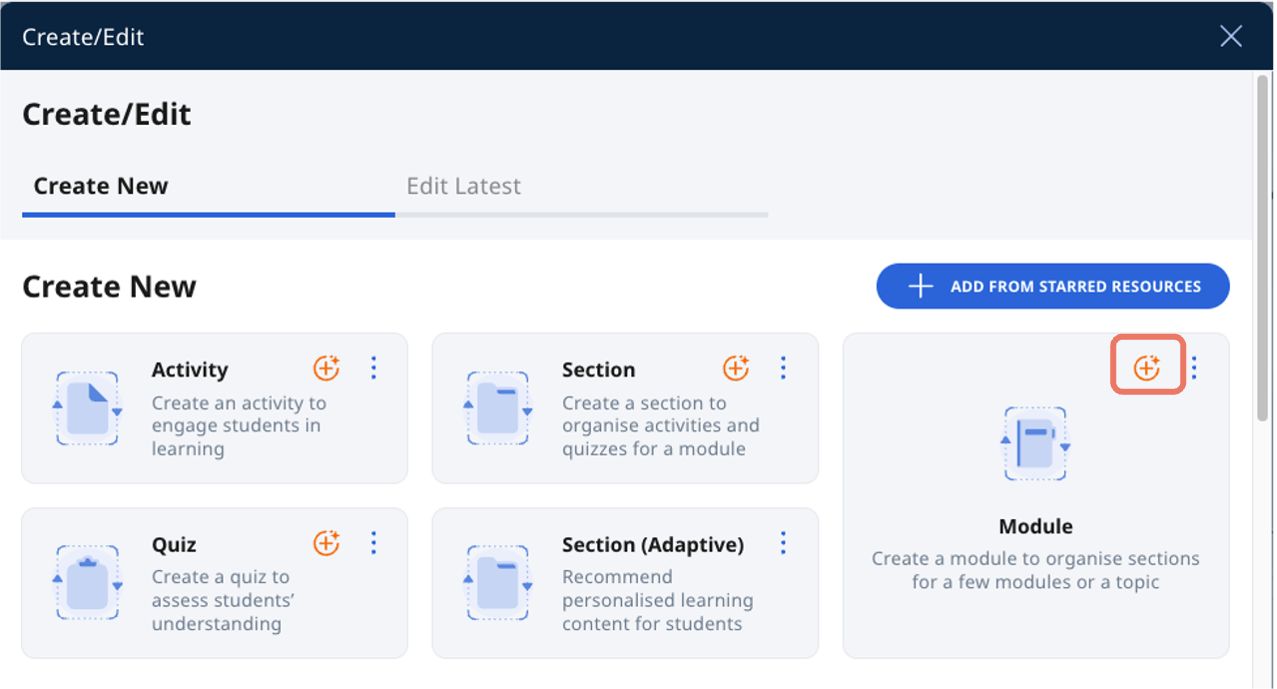 Create/Edit
Create/Edit
Create New
Edit Latest
Create New
ADD FROM STARRED RESOURCES
Activity
Create an activity to
engage students in
learning
Section
Create a section to
organise activities and
quizzes for a module
Module
Create a module to organise sections
for a few modules or a topic
Quiz
Create a quiz to
assess students’
understanding
Section (Adaptive)
Recommend
personalised learning
content for students